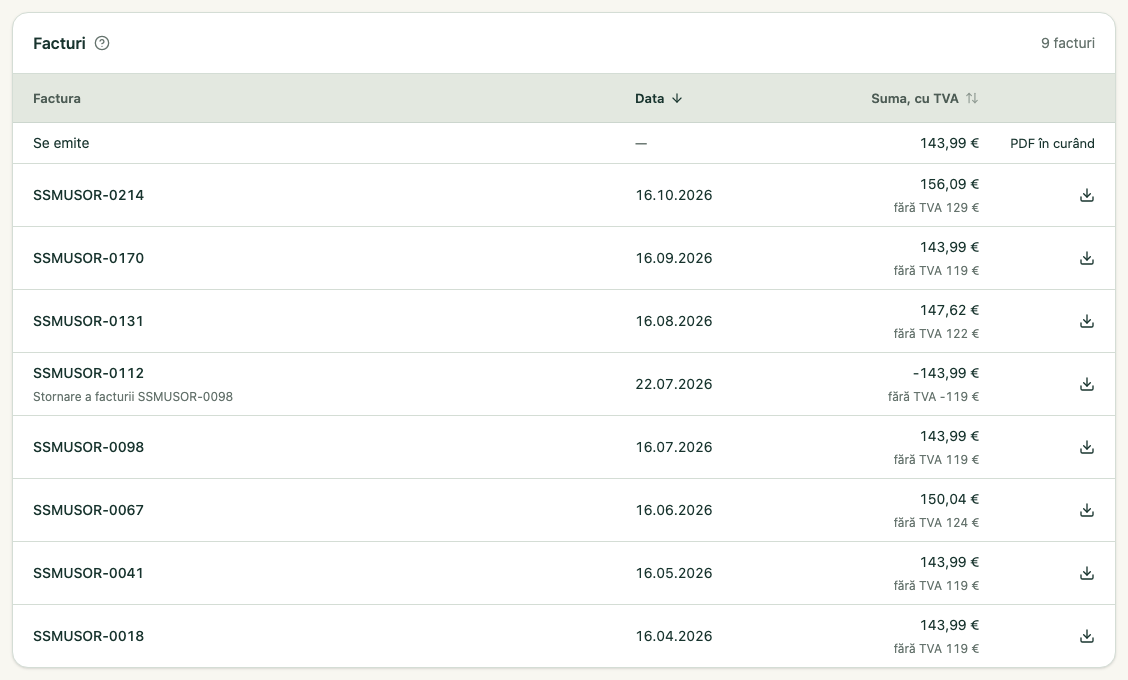 Facturi
9 facturi
Factura Data Suma, cu TVA
Se emite — 143,99 € PDF în curând
SSMUSOR-0214 16.10.2026 156,09 €
fără TVA 129 €
SSMUSOR-0170 16.09.2026 143,99 €
fără TVA 119 €
SSMUSOR-0131 16.08.2026 147,62 €
fără TVA 122 €
SSMUSOR-0112 22.07.2026 -143,99 €
Stornare a facturii SSMUSOR-0098 fără TVA -119 €
SSMUSOR-0098 16.07.2026 143,99 €
fără TVA 119 €
SSMUSOR-0067 16.06.2026 150,04 €
fără TVA 124 €
SSMUSOR-0041 16.05.2026 143,99 €
fără TVA 119 €
SSMUSOR-0018 16.04.2026 143,99 €
fără TVA 119 €